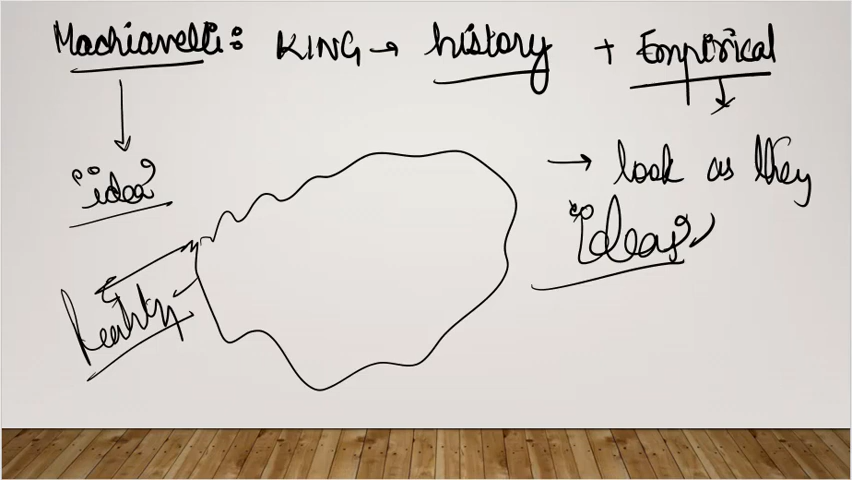 Machiavelli: KING → history + Empirical
→ look as they
"idea"
"ideas"
Reality